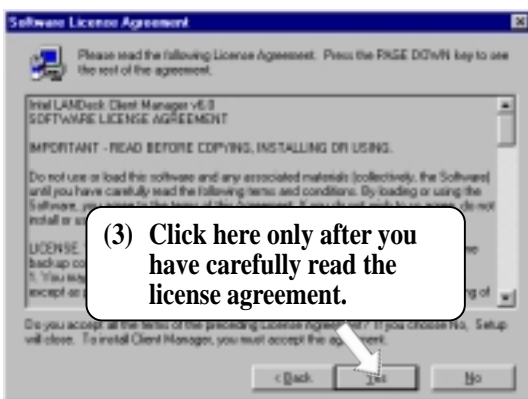 Software License Agreement
Please read the following License Agreement. Press the PAGE DOWN key to see
the rest of the agreement.
Intel LANDesk Client Manager v6.0
SOFTWARE LICENSE AGREEMENT
IMPORTANT - READ BEFORE COPYING, INSTALLING OR USING.
Do not use or load this software and any associated materials (collectively, the Software)
until you have carefully read the following terms and conditions. By loading or using the
Software, you agree to the terms of this Agreement. If you do not wish to so agree, do not
install or us
LICENSE.
backup co
1. You may
except as p
(3) Click here only after you
have carefully read the
license agreement.
Do you accept all the terms of the preceding License Agreement? If you choose No, Setup
will close. To install Client Manager, you must accept this agreement.
< Back
Yes
No